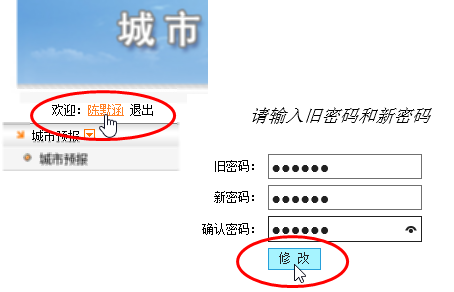 城市
欢迎：陈默涵 退出
城市预报
城市预报
请输入旧密码和新密码
旧密码：●●●●●●
新密码：●●●●●●
确认密码：●●●●●●
修 改